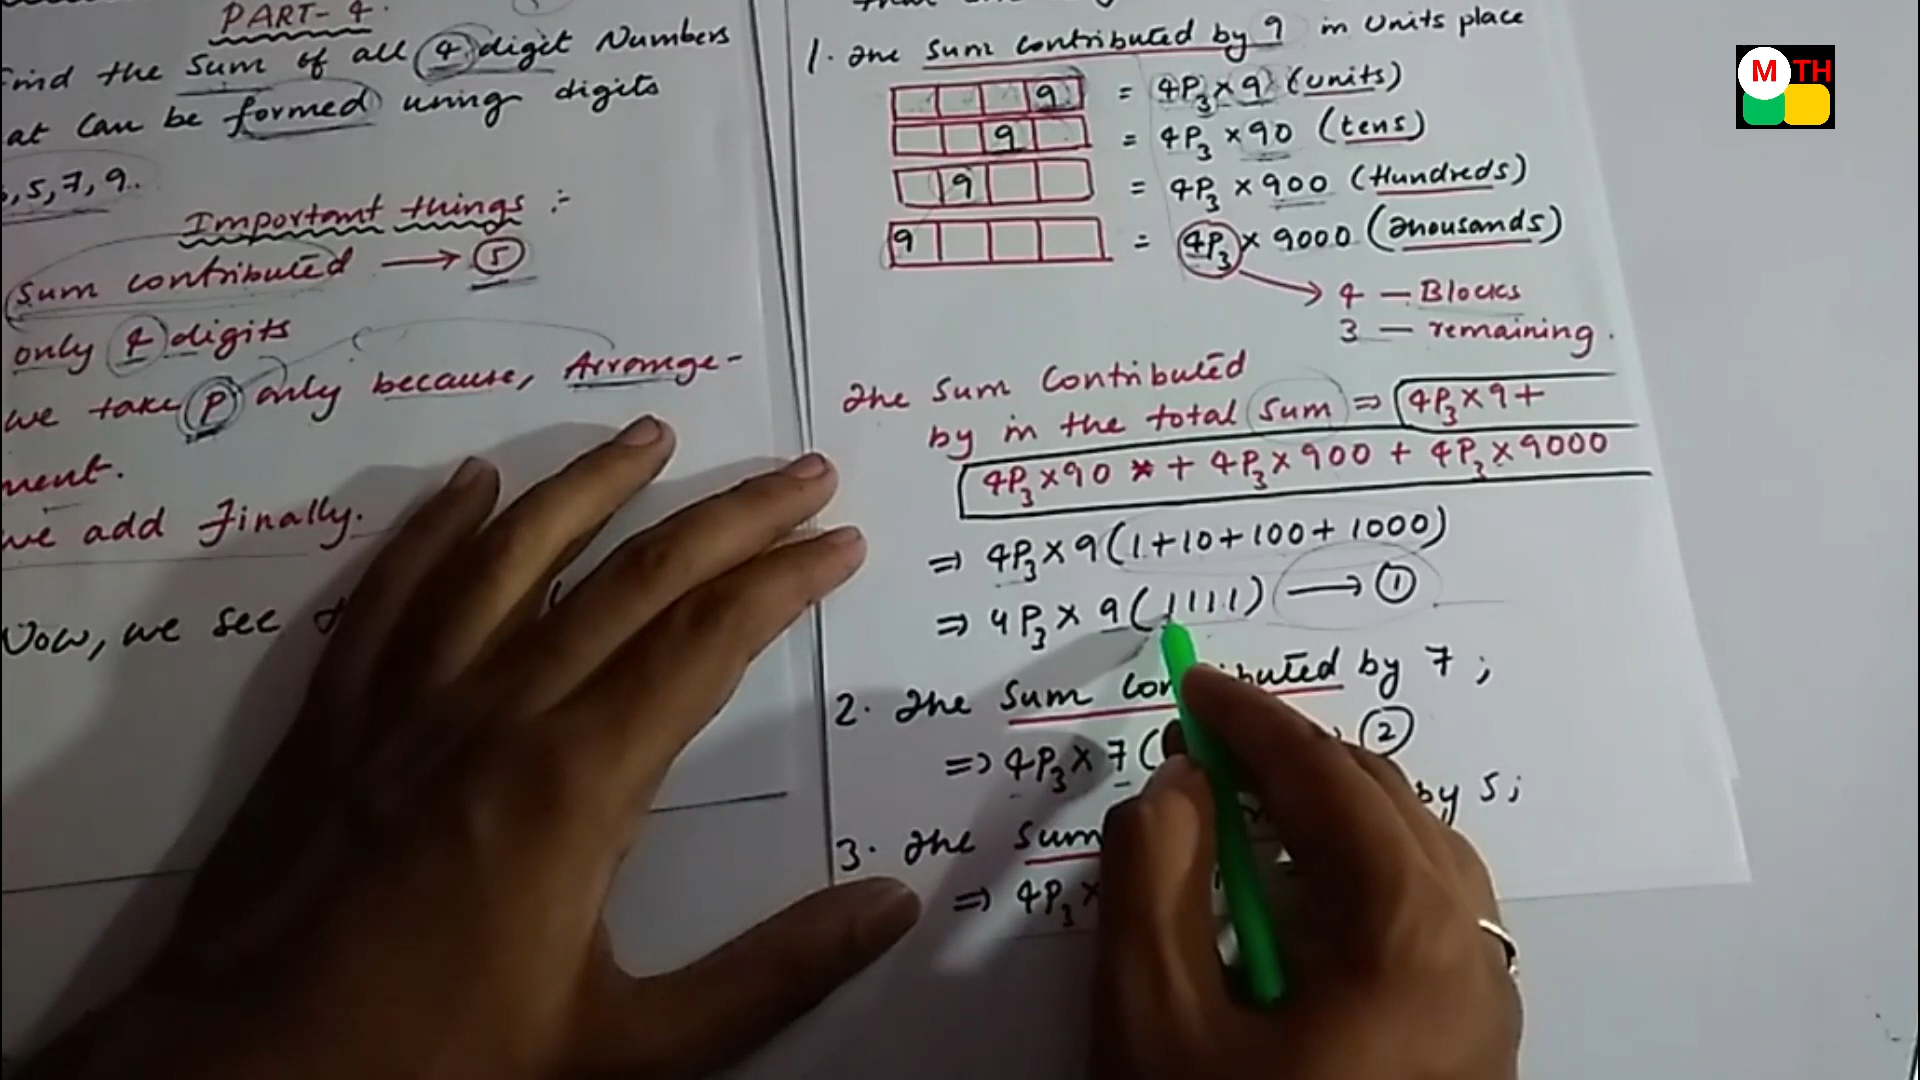 PART-4.
Find the Sum of all 4 digit Numbers
at Can be formed using digits
,5,7,9.
Important things :-
Sum contributed → 5
only 4 digits
we take P only because, Arrange-
ment.
we add Finally.
Now, we see
1. The Sum contributed by 9 in Units place
9 = 4P3 × 9 (units)
9 = 4P3 × 90 (tens)
9 = 4P3 × 900 (Hundreds)
9 = 4P3 × 9000 (Thousands)
4 — Blocks
3 — remaining.
The Sum Contributed
by in the total Sum ⇒ 4P3×9+
4P3×90 + 4P3×900 + 4P3×9000
⇒ 4P3×9(1+10+100+1000)
⇒ 4P3× 9(1111) → 1
2. The Sum by 7;
⇒ 4P3× 7( 2
3. The Sum by 5;
⇒ 4P3×
MTH